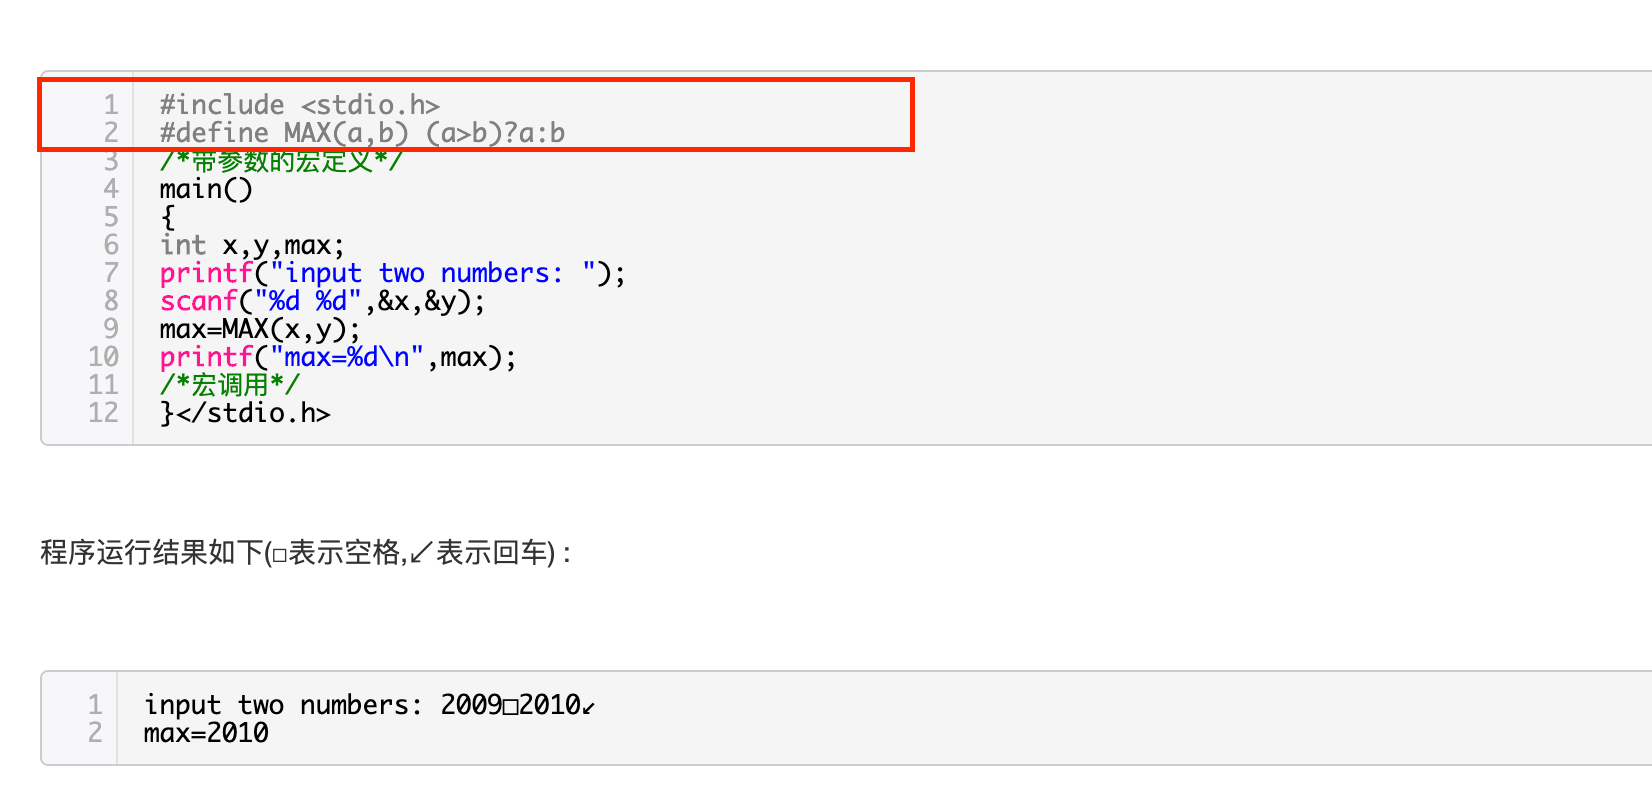 1 #include <stdio.h>
2 #define MAX(a,b) (a>b)?a:b
3 /*带参数的宏定义*/
4 main()
5 {
6 int x,y,max;
7 printf("input two numbers: ");
8 scanf("%d %d",&x,&y);
9 max=MAX(x,y);
10 printf("max=%d\n",max);
11 /*宏调用*/
12 }</stdio.h>
程序运行结果如下(□表示空格,↙表示回车) :
1 input two numbers: 2009□2010↙
2 max=2010